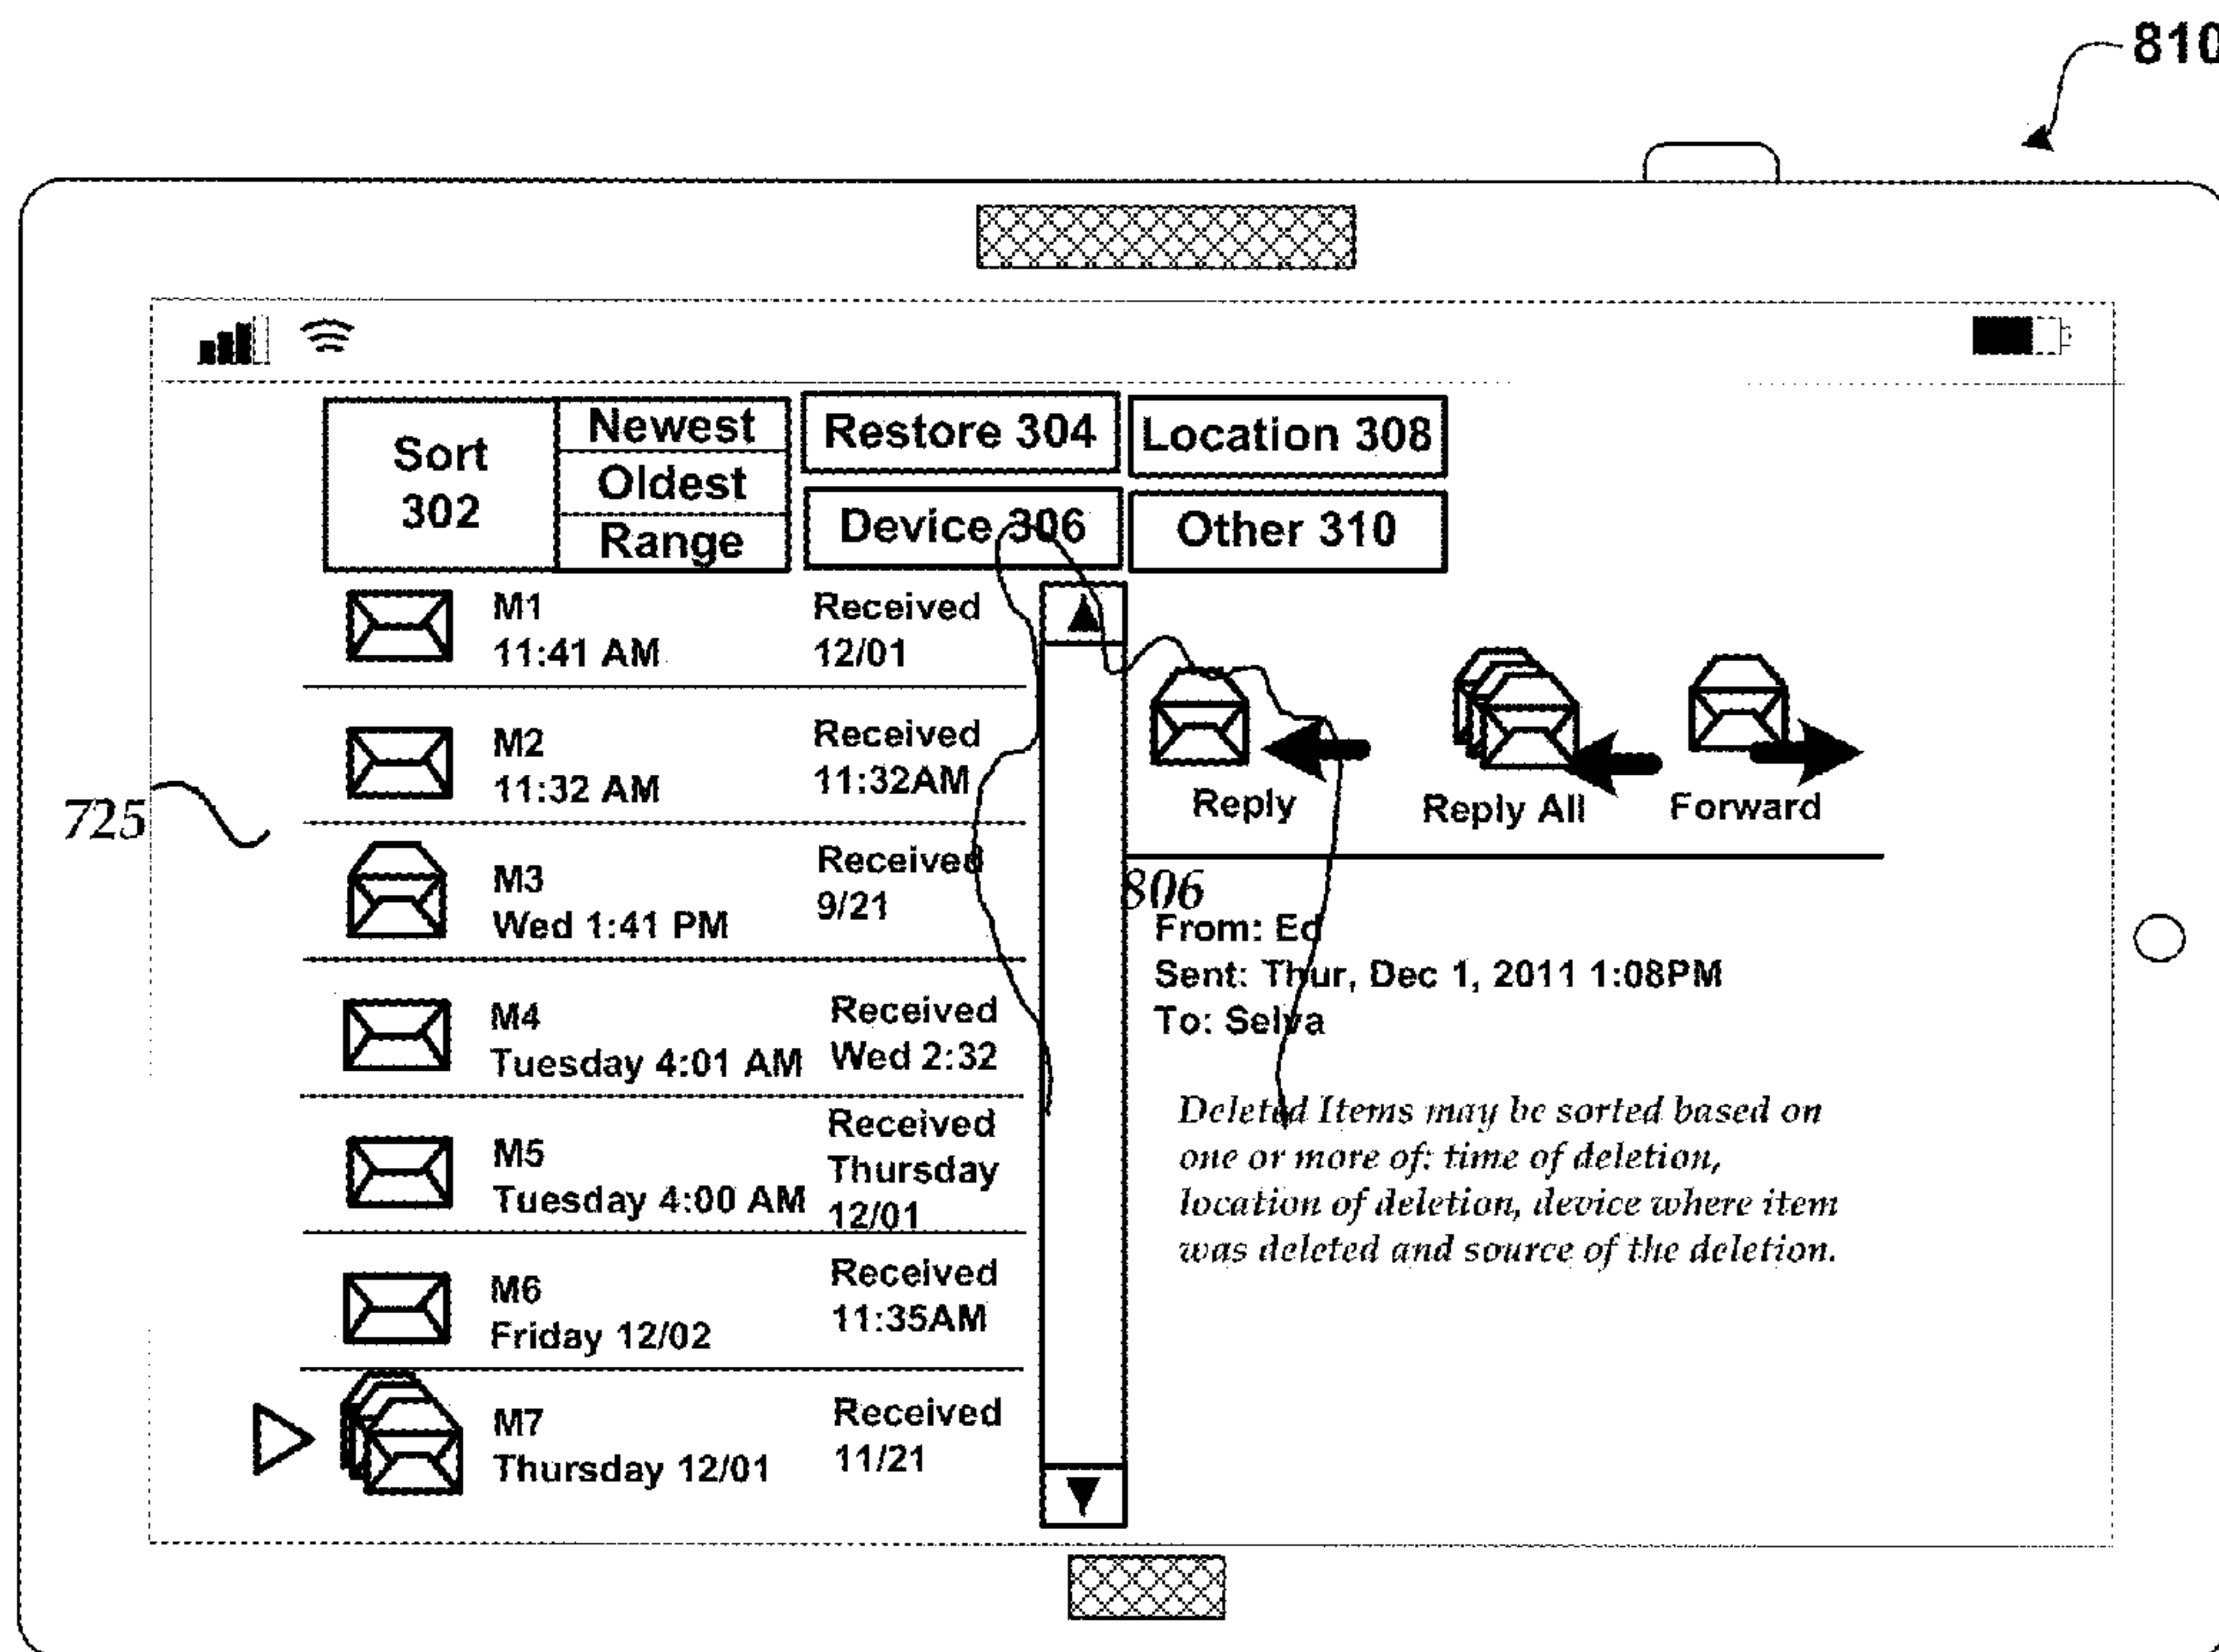 810
Sort
302
Newest
Oldest
Range
Restore 304
Location 308
Device 306
Other 310
M1
11:41 AM
Received
12/01
M2
11:32 AM
Received
11:32AM
M3
Wed 1:41 PM
Received
9/21
M4
Tuesday 4:01 AM
Received
Wed 2:32
M5
Tuesday 4:00 AM
Received
Thursday
12/01
M6
Friday 12/02
Received
11:35AM
M7
Thursday 12/01
Received
11/21
725
Reply
Reply All
Forward
806
From: Ed
Sent: Thur, Dec 1, 2011 1:08PM
To: Selva
Deleted Items may be sorted based on
one or more of: time of deletion,
location of deletion, device where item
was deleted and source of the deletion.